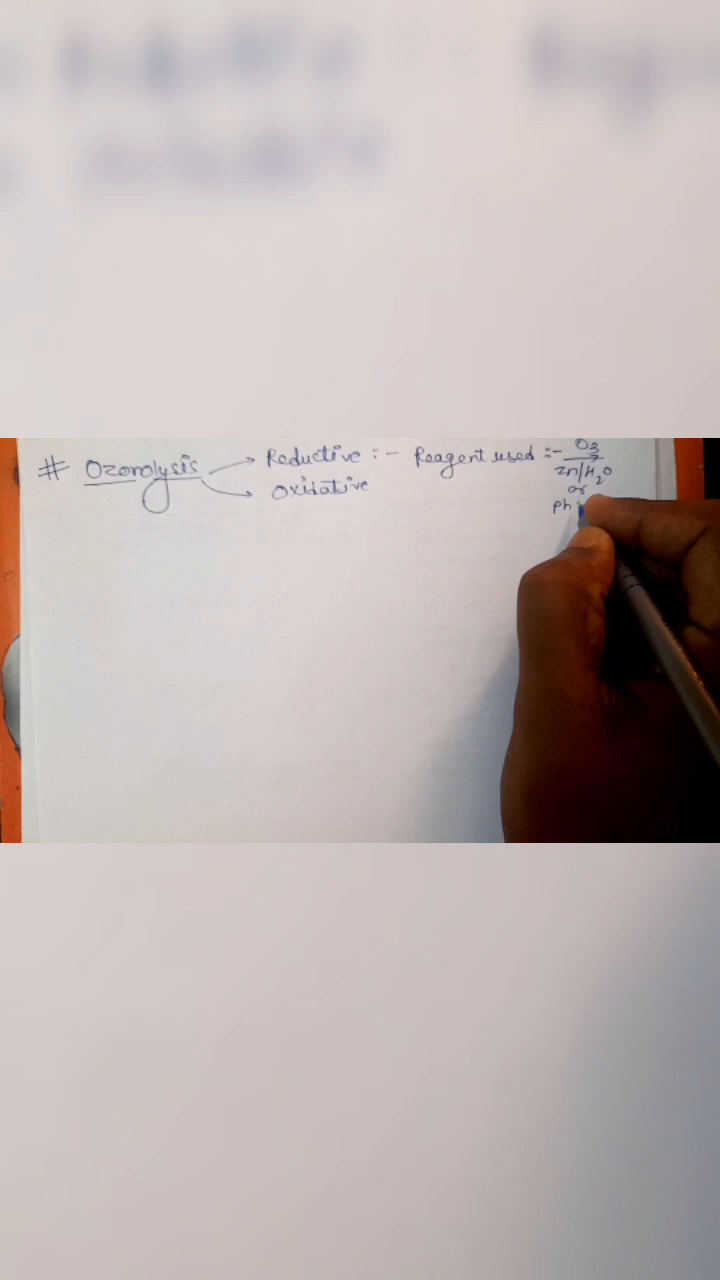 # Ozonolysis → Reductive :- Reagent used :- O3
Zn/H2O
→ Oxidative
or
Ph